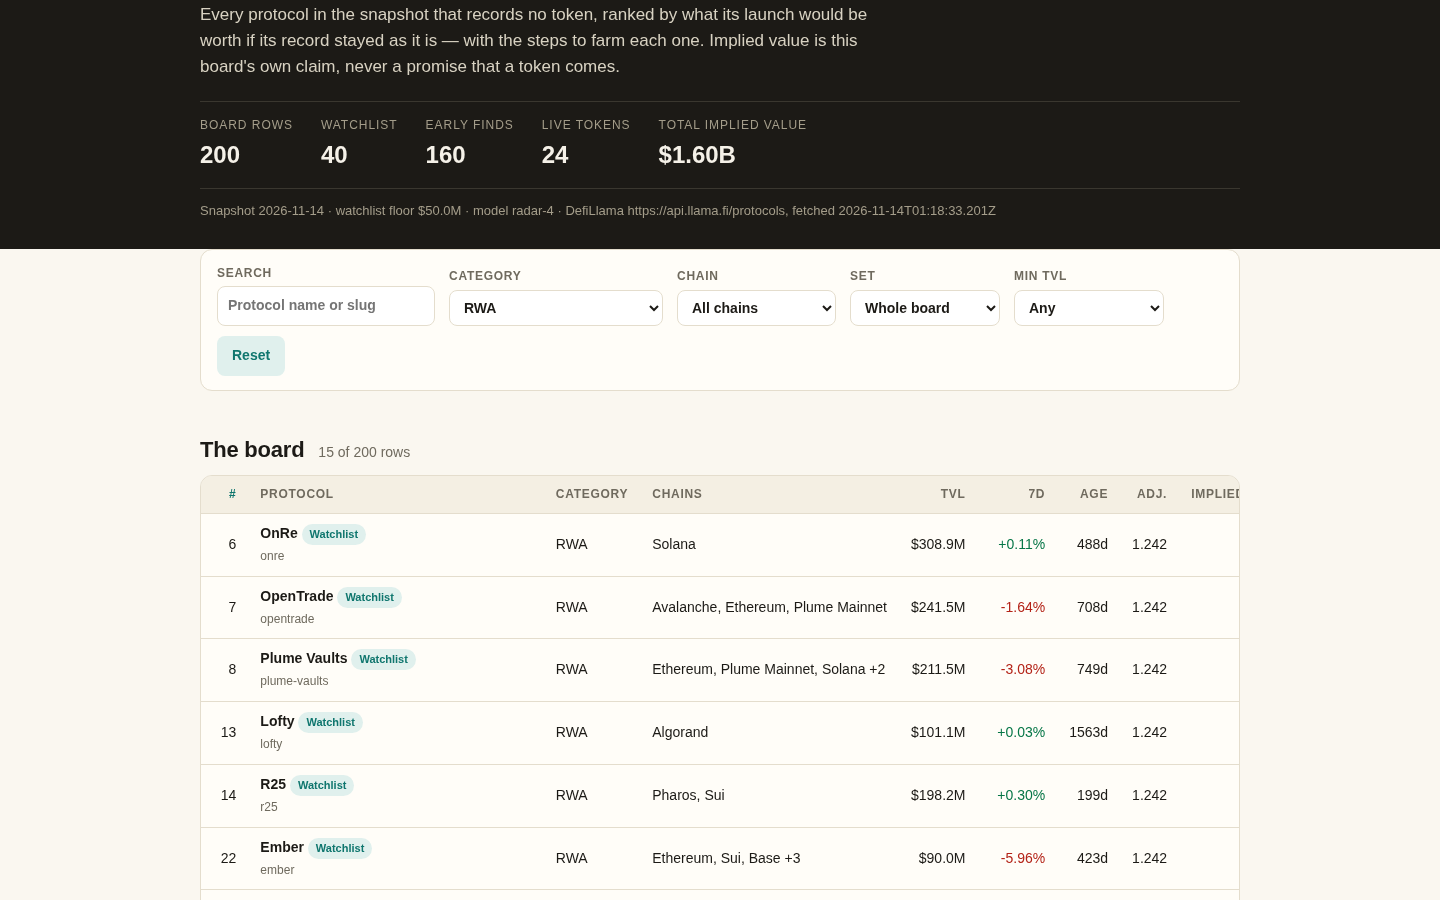 Every protocol in the snapshot that records no token, ranked by what its launch would be
worth if its record stayed as it is — with the steps to farm each one. Implied value is this
board's own claim, never a promise that a token comes.
BOARD ROWS WATCHLIST EARLY FINDS LIVE TOKENS TOTAL IMPLIED VALUE
200 40 160 24 $1.60B
Snapshot 2026-11-14 · watchlist floor $50.0M · model radar-4 · DefiLlama https://api.llama.fi/protocols, fetched 2026-11-14T01:18:33.201Z
SEARCH CATEGORY CHAIN SET MIN TVL
Protocol name or slug RWA All chains Whole board Any
Reset
The board 15 of 200 rows
# PROTOCOL CATEGORY CHAINS TVL 7D AGE ADJ. IMPLIED
6 OnRe Watchlist RWA Solana $308.9M +0.11% 488d 1.242
onre
7 OpenTrade Watchlist RWA Avalanche, Ethereum, Plume Mainnet $241.5M -1.64% 708d 1.242
opentrade
8 Plume Vaults Watchlist RWA Ethereum, Plume Mainnet, Solana +2 $211.5M -3.08% 749d 1.242
plume-vaults
13 Lofty Watchlist RWA Algorand $101.1M +0.03% 1563d 1.242
lofty
14 R25 Watchlist RWA Pharos, Sui $198.2M +0.30% 199d 1.242
r25
22 Ember Watchlist RWA Ethereum, Sui, Base +3 $90.0M -5.96% 423d 1.242
ember